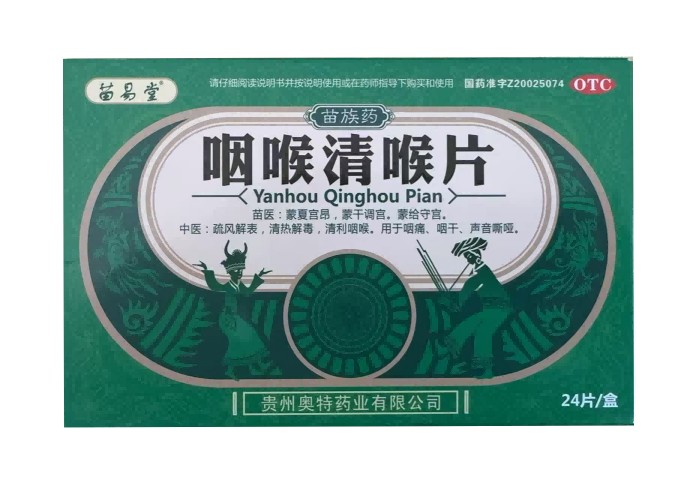 苗易堂®
请仔细阅读说明书并按说明使用或在药师指导下购买和使用 国药准字Z20025074 OTC
苗族药
咽喉清喉片
Yanhou Qinghou Pian
苗医：蒙夏宫昂，蒙干调宫。蒙给守宫。
中医：疏风解表，清热解毒，清利咽喉。用于咽痛、咽干、声音嘶哑。
贵州奥特药业有限公司
24片/盒